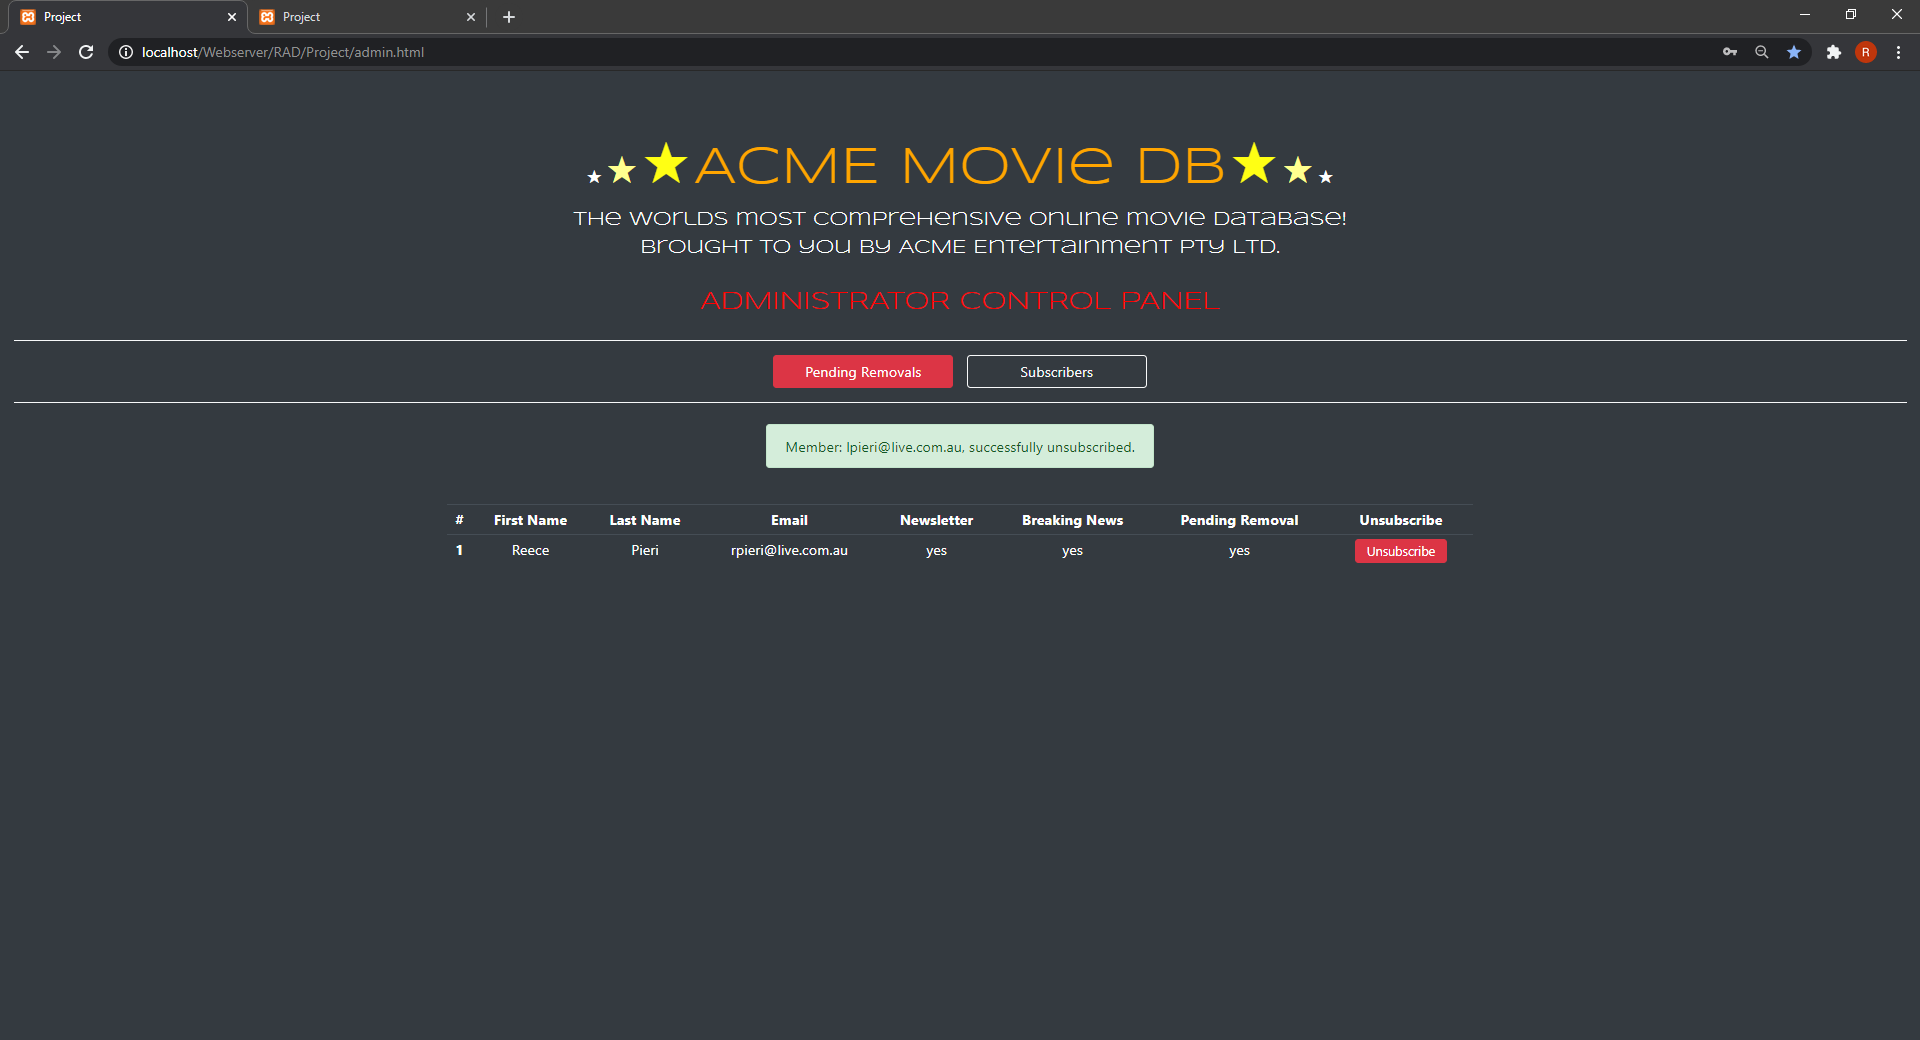 Project
Project
localhost/Webserver/RAD/Project/admin.html
R
ACME Movie DB
The worlds most comprehensive online movie database!
Brought to you by ACME Entertainment Pty Ltd.
ADMINISTRATOR CONTROL PANEL
Pending Removals Subscribers
Member: lpieri@live.com.au, successfully unsubscribed.
# First Name Last Name Email Newsletter Breaking News Pending Removal Unsubscribe
1 Reece Pieri rpieri@live.com.au yes yes yes Unsubscribe